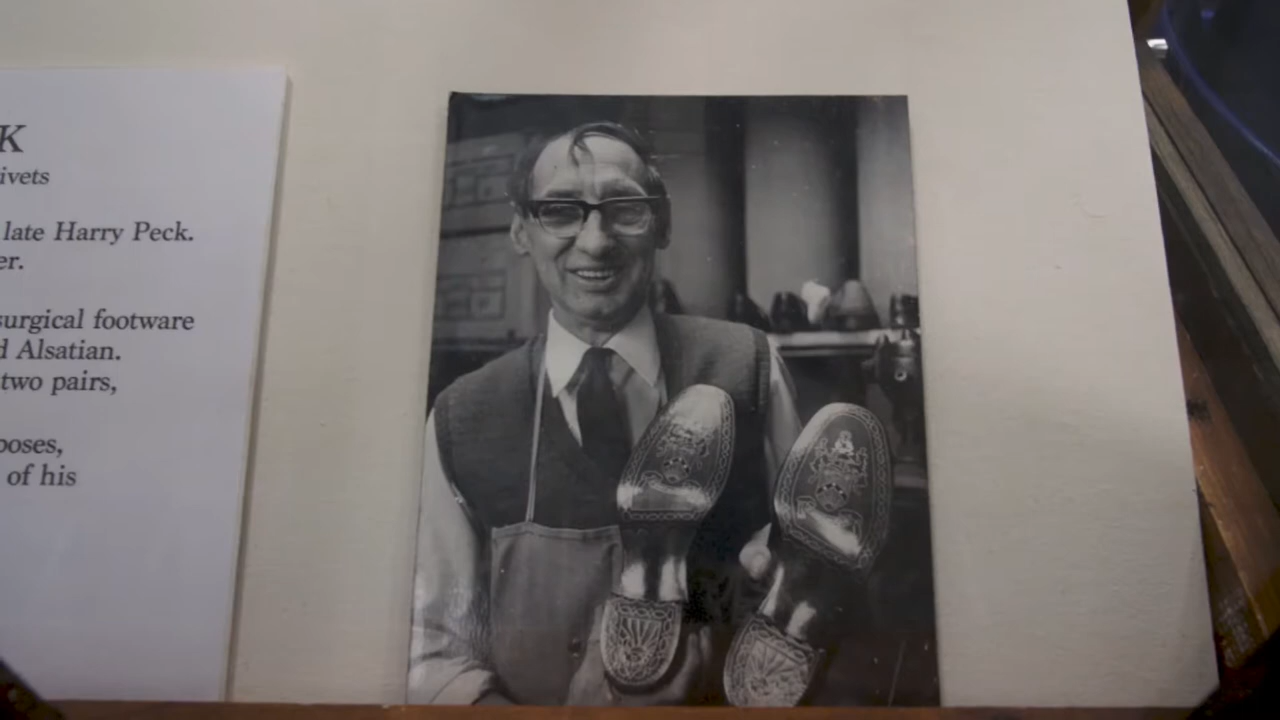 K
ivets
late Harry Peck.
er.
surgical footware
d Alsatian.
two pairs,
poses,
of his